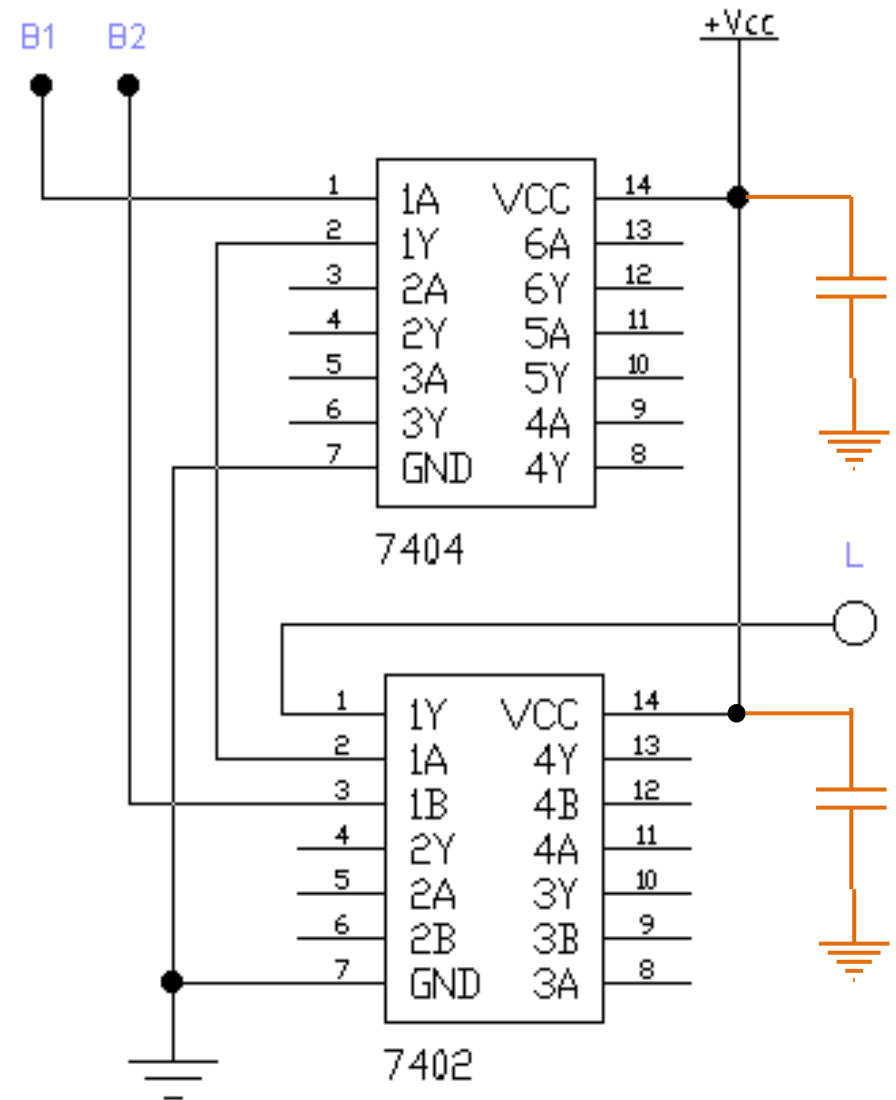 B1 B2 +Vcc
1 1A VCC 14
2 1Y 6A 13
3 2A 6Y 12
4 2Y 5A 11
5 3A 5Y 10
6 3Y 4A 9
7 GND 4Y 8
7404
L
1 1Y VCC 14
2 1A 4Y 13
3 1B 4B 12
4 2Y 4A 11
5 2A 3Y 10
6 2B 3B 9
7 GND 3A 8
7402